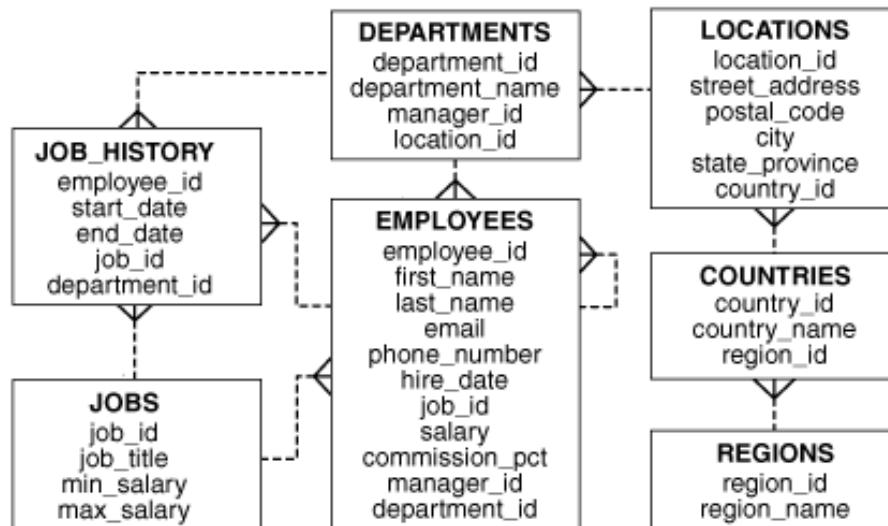 DEPARTMENTS
department_id
department_name
manager_id
location_id
LOCATIONS
location_id
street_address
postal_code
city
state_province
country_id
JOB_HISTORY
employee_id
start_date
end_date
job_id
department_id
EMPLOYEES
employee_id
first_name
last_name
email
phone_number
hire_date
job_id
salary
commission_pct
manager_id
department_id
COUNTRIES
country_id
country_name
region_id
JOBS
job_id
job_title
min_salary
max_salary
REGIONS
region_id
region_name